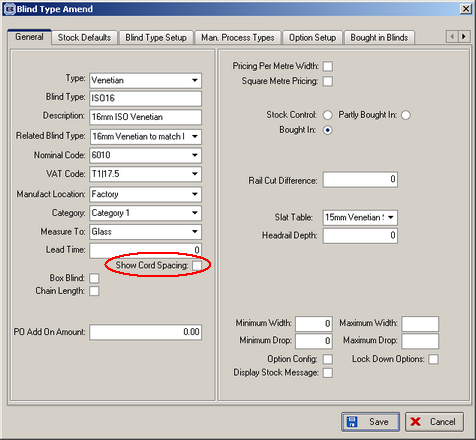 Blind Type Amend
General Stock Defaults Blind Type Setup Man. Process Types Option Setup Bought in Blinds
Type: Venetian
Blind Type: ISO16
Description: 16mm ISO Venetian
Related Blind Type: 16mm Venetian to match I
Nominal Code: 6010
VAT Code: T1|17.5
Manufact Location: Factory
Category: Category 1
Measure To: Glass
Lead Time: 0
Show Cord Spacing:
Box Blind:
Chain Length:
PO Add On Amount: 0.00
Pricing Per Metre Width:
Square Metre Pricing:
Stock Control: Partly Bought In:
Bought In:
Rail Cut Difference: 0
Slat Table: 15mm Venetian
Headrail Depth: 0
Minimum Width: 0 Maximum Width:
Minimum Drop: 0 Maximum Drop:
Option Config: Lock Down Options:
Display Stock Message:
Save Cancel